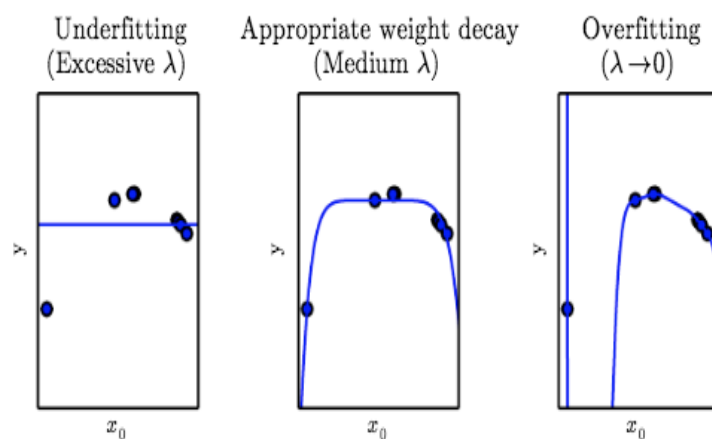 Underfitting
(Excessive λ)
Appropriate weight decay
(Medium λ)
Overfitting
(λ→0)
y
x₀
y
x₀
y
x₀